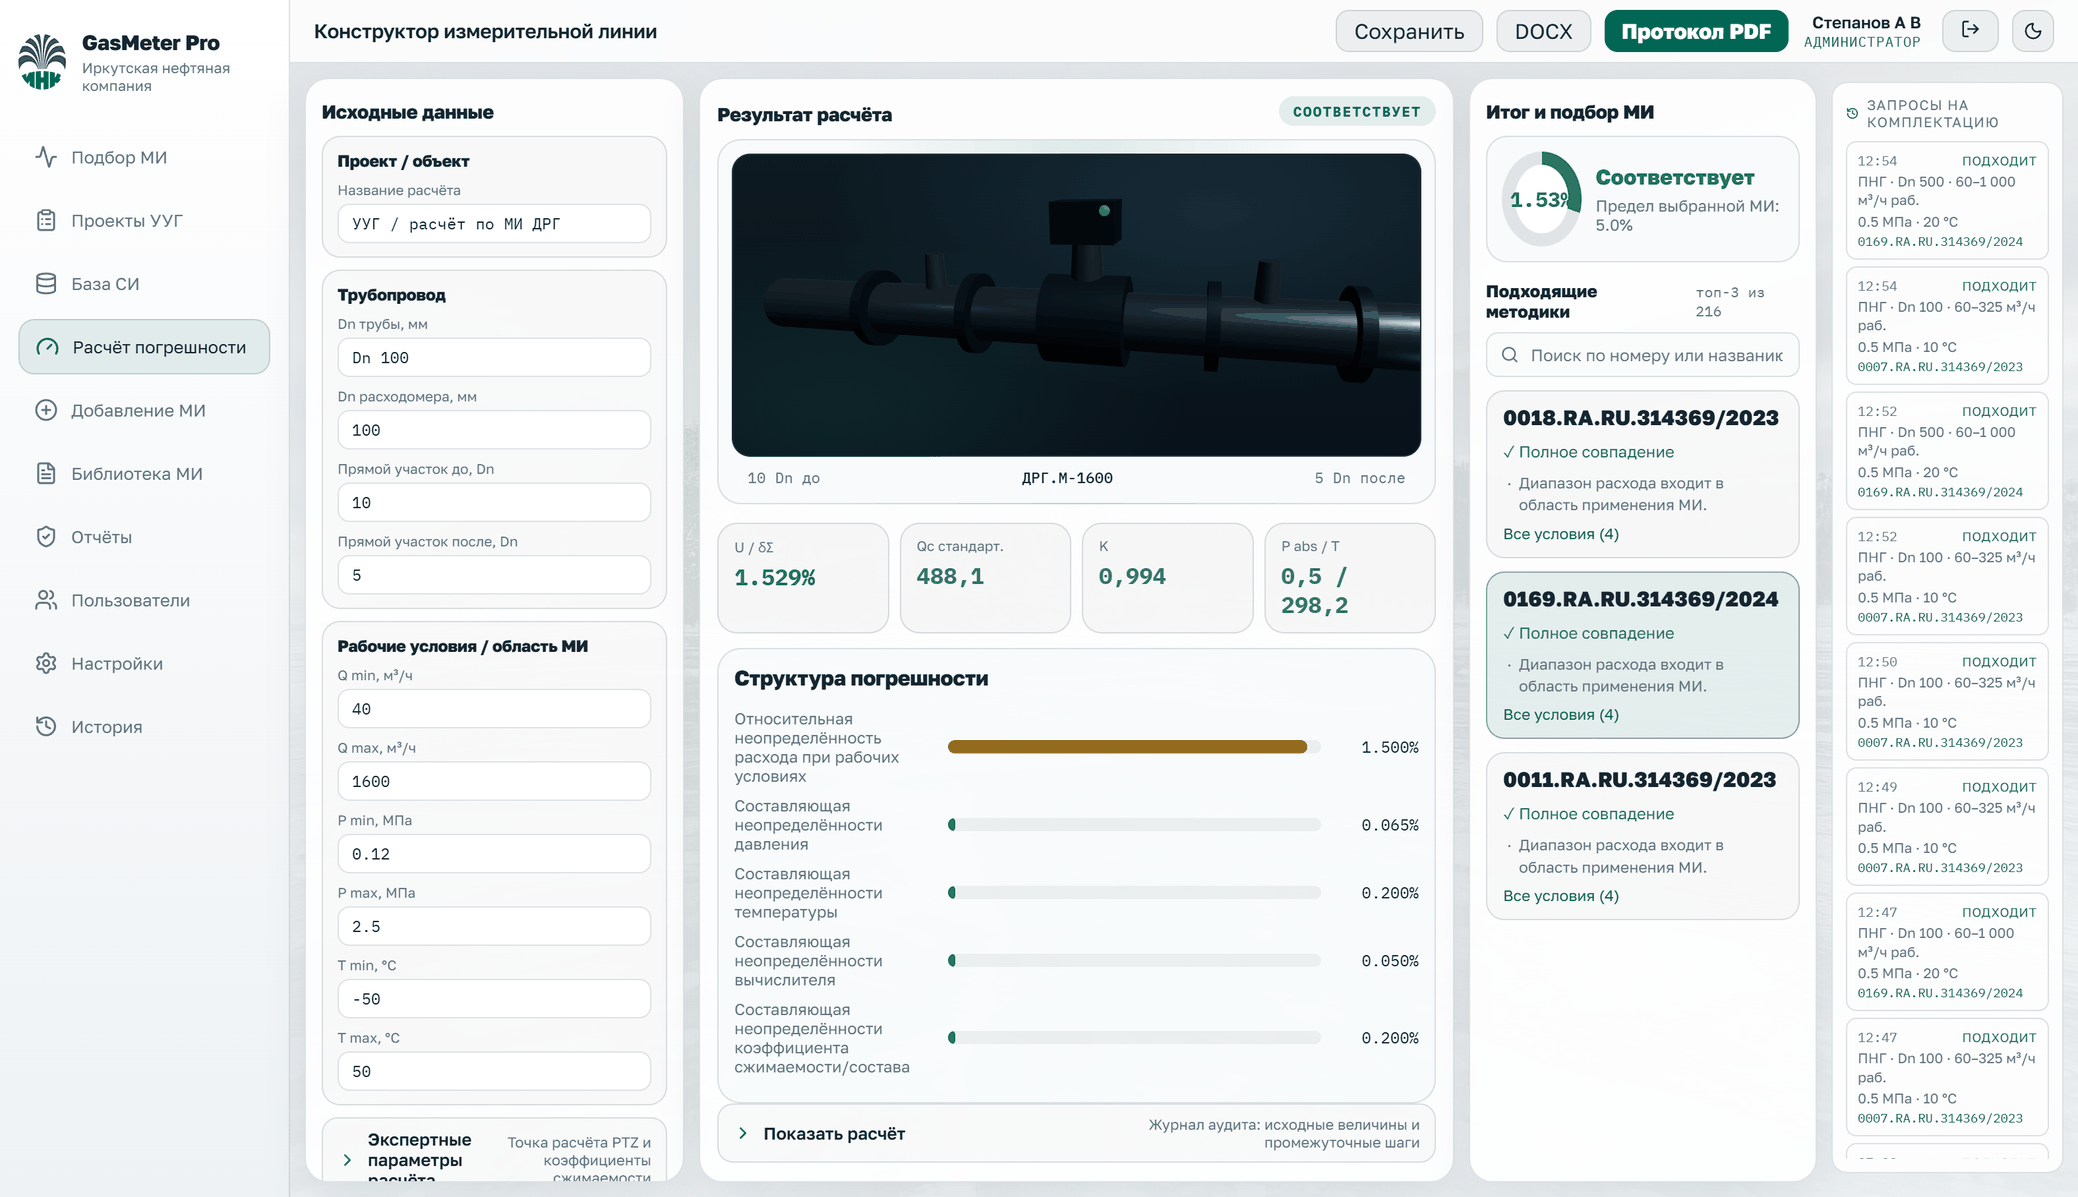 GasMeter Pro
Иркутская нефтяная
компания
ИНК
Подбор МИ
Проекты УУГ
База СИ
Расчёт погрешности
Добавление МИ
Библиотека МИ
Отчёты
Пользователи
Настройки
История
Конструктор измерительной линии
Сохранить
DOCX
Протокол PDF
Степанов А В
АДМИНИСТРАТОР
Исходные данные
Проект / объект
Название расчёта
УУГ / расчёт по МИ ДРГ
Трубопровод
Dn трубы, мм
Dn 100
Dn расходомера, мм
100
Прямой участок до, Dn
10
Прямой участок после, Dn
5
Рабочие условия / область МИ
Q min, м³/ч
40
Q max, м³/ч
1600
P min, МПа
0.12
P max, МПа
2.5
T min, °C
-50
T max, °C
50
Экспертные
параметры
расчёта
Точка расчёта PTZ и
коэффициенты
сжимаемости
Результат расчёта
СООТВЕТСТВУЕТ
10 Dn до
ДРГ.М-1600
5 Dn после
U / δΣ
1.529%
Qc стандарт.
488,1
K
0,994
P abs / T
0,5 /
298,2
Структура погрешности
Относительная
неопределённость
расхода при рабочих
условиях
1.500%
Составляющая
неопределённости
давления
0.065%
Составляющая
неопределённости
температуры
0.200%
Составляющая
неопределённости
вычислителя
0.050%
Составляющая
неопределённости
коэффициента
сжимаемости/состава
0.200%
Показать расчёт
Журнал аудита: исходные величины и
промежуточные шаги
Итог и подбор МИ
1.53%
Соответствует
Предел выбранной МИ:
5.0%
Подходящие
методики
топ-3 из
216
Поиск по номеру или названик
0018.RA.RU.314369/2023
✓ Полное совпадение
· Диапазон расхода входит в
область применения МИ.
Все условия (4)
0169.RA.RU.314369/2024
✓ Полное совпадение
· Диапазон расхода входит в
область применения МИ.
Все условия (4)
0011.RA.RU.314369/2023
✓ Полное совпадение
· Диапазон расхода входит в
область применения МИ.
Все условия (4)
ЗАПРОСЫ НА
КОМПЛЕКТАЦИЮ
12:54 ПОДХОДИТ
ПНГ · Dn 500 · 60–1 000
м³/ч раб.
0.5 МПа · 20 °C
0169.RA.RU.314369/2024
12:54 ПОДХОДИТ
ПНГ · Dn 100 · 60–325 м³/ч
раб.
0.5 МПа · 10 °C
0007.RA.RU.314369/2023
12:52 ПОДХОДИТ
ПНГ · Dn 500 · 60–1 000
м³/ч раб.
0.5 МПа · 20 °C
0169.RA.RU.314369/2024
12:52 ПОДХОДИТ
ПНГ · Dn 100 · 60–325 м³/ч
раб.
0.5 МПа · 10 °C
0007.RA.RU.314369/2023
12:50 ПОДХОДИТ
ПНГ · Dn 100 · 60–325 м³/ч
раб.
0.5 МПа · 10 °C
0007.RA.RU.314369/2023
12:49 ПОДХОДИТ
ПНГ · Dn 100 · 60–325 м³/ч
раб.
0.5 МПа · 10 °C
0007.RA.RU.314369/2023
12:47 ПОДХОДИТ
ПНГ · Dn 100 · 60–1 000
м³/ч раб.
0.5 МПа · 20 °C
0169.RA.RU.314369/2024
12:47 ПОДХОДИТ
ПНГ · Dn 100 · 60–325 м³/ч
раб.
0.5 МПа · 10 °C
0007.RA.RU.314369/2023